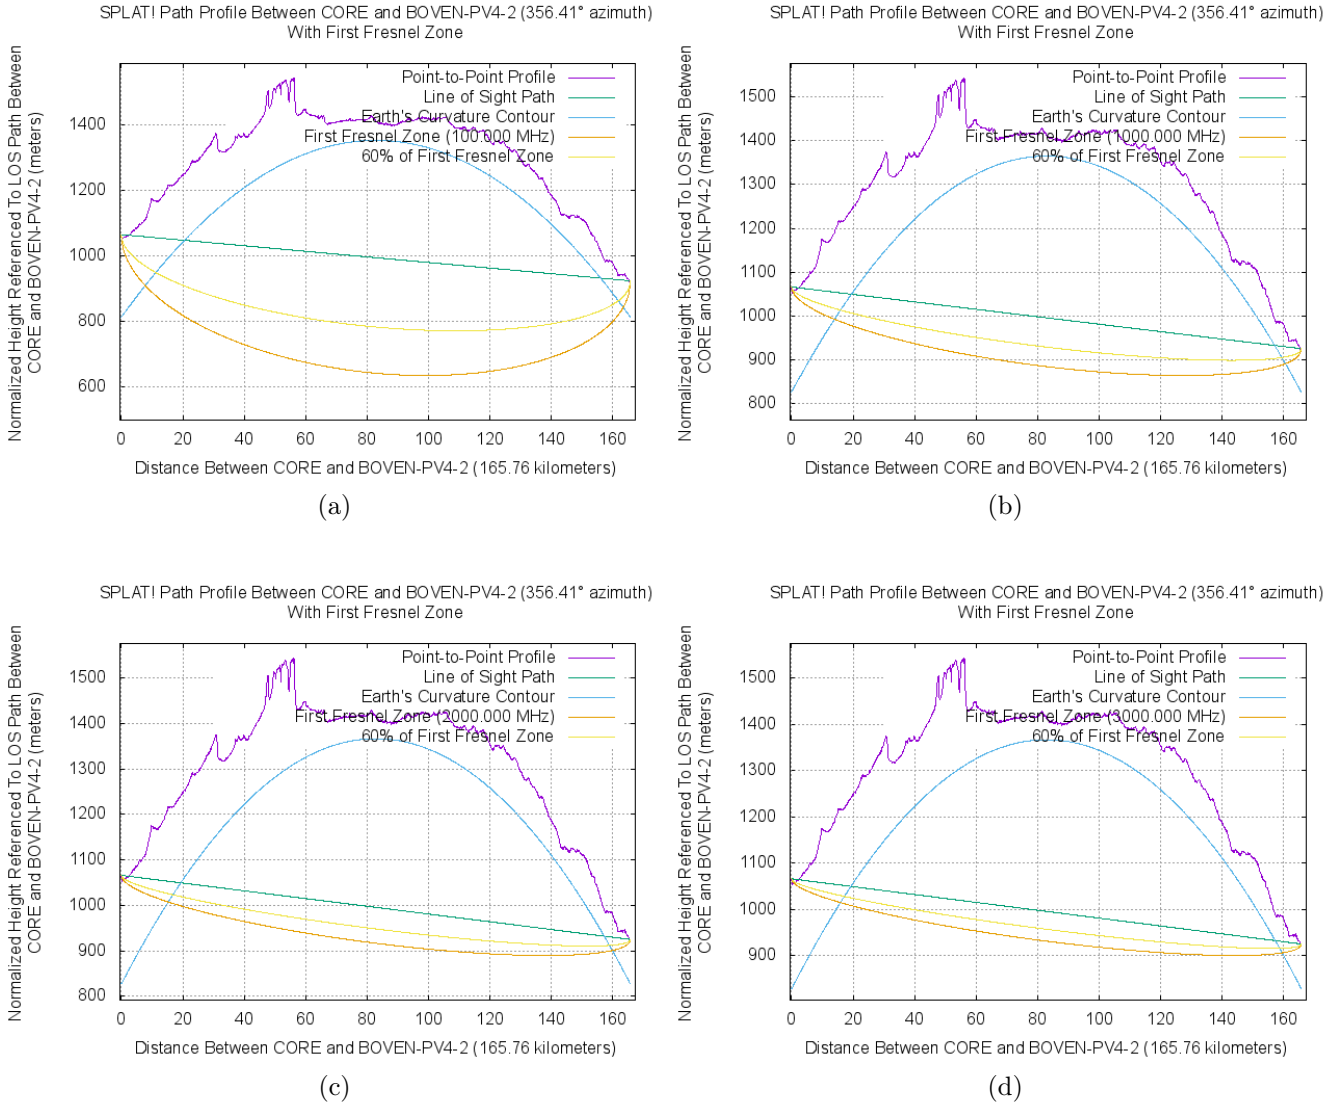 SPLAT! Path Profile Between CORE and BOVEN-PV4-2 (356.41° azimuth)
With First Fresnel Zone
Normalized Height Referenced To LOS Path Between
CORE and BOVEN-PV4-2 (meters)
1400
1200
1000
800
600
Point-to-Point Profile
Line of Sight Path
Earth's Curvature Contour
First Fresnel Zone (100.000 MHz)
60% of First Fresnel Zone
0 20 40 60 80 100 120 140 160
Distance Between CORE and BOVEN-PV4-2 (165.76 kilometers)
(a)
SPLAT! Path Profile Between CORE and BOVEN-PV4-2 (356.41° azimuth)
With First Fresnel Zone
Normalized Height Referenced To LOS Path Between
CORE and BOVEN-PV4-2 (meters)
1500
1400
1300
1200
1100
1000
900
800
Point-to-Point Profile
Line of Sight Path
Earth's Curvature Contour
First Fresnel Zone (1000.000 MHz)
60% of First Fresnel Zone
0 20 40 60 80 100 120 140 160
Distance Between CORE and BOVEN-PV4-2 (165.76 kilometers)
(b)
SPLAT! Path Profile Between CORE and BOVEN-PV4-2 (356.41° azimuth)
With First Fresnel Zone
Normalized Height Referenced To LOS Path Between
CORE and BOVEN-PV4-2 (meters)
1500
1400
1300
1200
1100
1000
900
800
Point-to-Point Profile
Line of Sight Path
Earth's Curvature Contour
First Fresnel Zone (2000.000 MHz)
60% of First Fresnel Zone
0 20 40 60 80 100 120 140 160
Distance Between CORE and BOVEN-PV4-2 (165.76 kilometers)
(c)
SPLAT! Path Profile Between CORE and BOVEN-PV4-2 (356.41° azimuth)
With First Fresnel Zone
Normalized Height Referenced To LOS Path Between
CORE and BOVEN-PV4-2 (meters)
1500
1400
1300
1200
1100
1000
900
Point-to-Point Profile
Line of Sight Path
Earth's Curvature Contour
First Fresnel Zone (3000.000 MHz)
60% of First Fresnel Zone
0 20 40 60 80 100 120 140 160
Distance Between CORE and BOVEN-PV4-2 (165.76 kilometers)
(d)